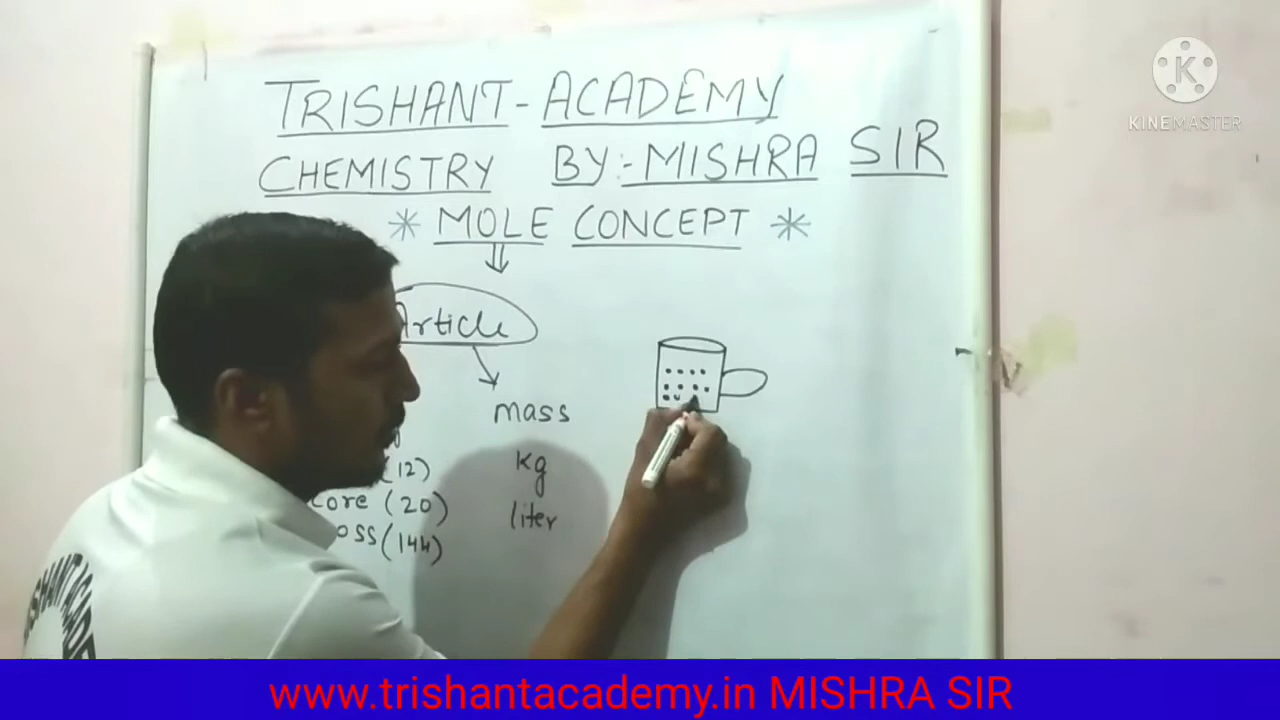 TRISHANT-ACADEMY
CHEMISTRY BY:-MISHRA SIR
* MOLE CONCEPT *
Article
mass
(12) kg
core (20) liter
oss (144)
KINEMASTER
www.trishantacademy.in MISHRA SIR